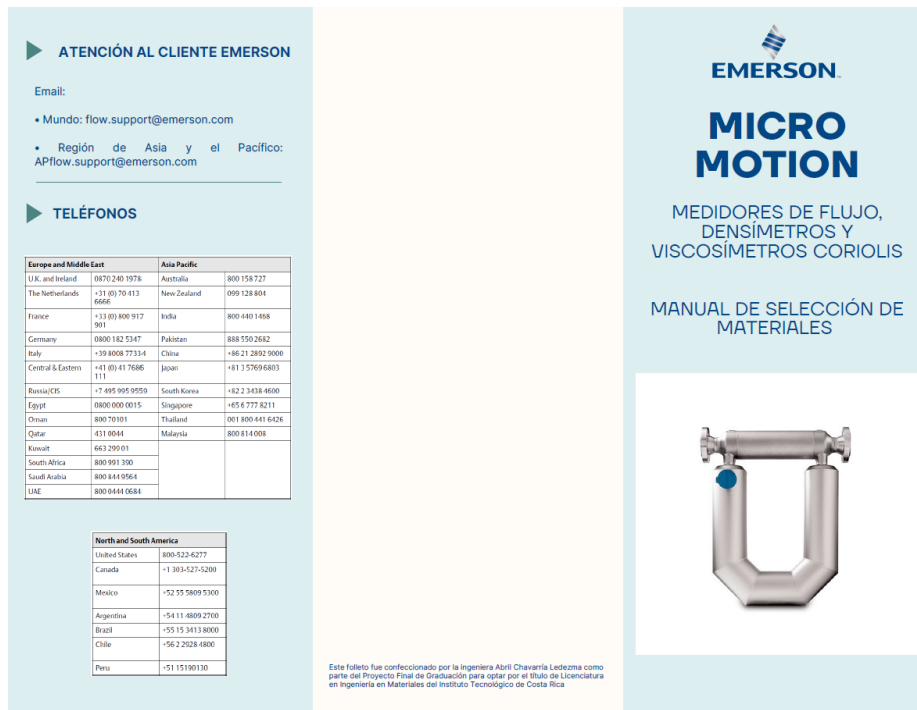 ATENCIÓN AL CLIENTE EMERSON
Email:
• Mundo: flow.support@emerson.com
• Región de Asia y el Pacífico:
APflow.support@emerson.com
TELÉFONOS
Europe and Middle East Asia Pacific
U.K. and Ireland 0870 240 1978 Australia 800 158 727
The Netherlands +31 (0) 70 413 6666 New Zealand 099 128 804
France +33 (0) 800 917 901 India 800 440 1468
Germany 0800 182 5347 Pakistan 888 550 2682
Italy +39 8008 77334 China +86 21 2892 9000
Central & Eastern +41 (0) 41 7686 111 Japan +81 3 5769 6803
Russia/CIS +7 495 995 9559 South Korea +82 2 3438 4600
Egypt 0800 000 0015 Singapore +65 6 777 8211
Oman 800 70101 Thailand 001 800 441 6426
Qatar 431 0044 Malaysia 800 814 008
Kuwait 663 299 01
South Africa 800 991 390
Saudi Arabia 800 844 9564
UAE 800 0444 0684
North and South America
United States 800-522-6277
Canada +1 303-527-5200
Mexico +52 55 5809 5300
Argentina +54 11 4809 2700
Brazil +55 15 3413 8000
Chile +56 2 2928 4800
Peru +51 15190130
Este folleto fue confeccionado por la ingeniera Abril Chavarría Ledezma como
parte del Proyecto Final de Graduación para optar por el título de Licenciatura
en Ingeniería en Materiales del Instituto Tecnológico de Costa Rica
EMERSON
MICRO
MOTION
MEDIDORES DE FLUJO,
DENSÍMETROS Y
VISCOSÍMETROS CORIOLIS
MANUAL DE SELECCIÓN DE
MATERIALES